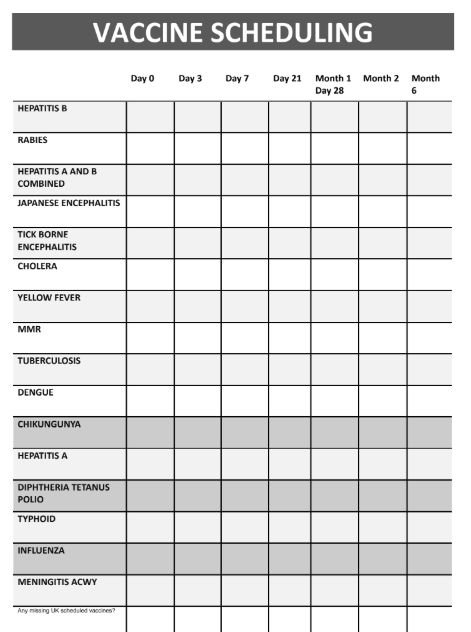 VACCINE SCHEDULING
Day 0 Day 3 Day 7 Day 21 Month 1 Month 2 Month
Day 28 6
HEPATITIS B
RABIES
HEPATITIS A AND B
COMBINED
JAPANESE ENCEPHALITIS
TICK BORNE
ENCEPHALITIS
CHOLERA
YELLOW FEVER
MMR
TUBERCULOSIS
DENGUE
CHIKUNGUNYA
HEPATITIS A
DIPHTHERIA TETANUS
POLIO
TYPHOID
INFLUENZA
MENINGITIS ACWY
Any missing UK scheduled vaccines?